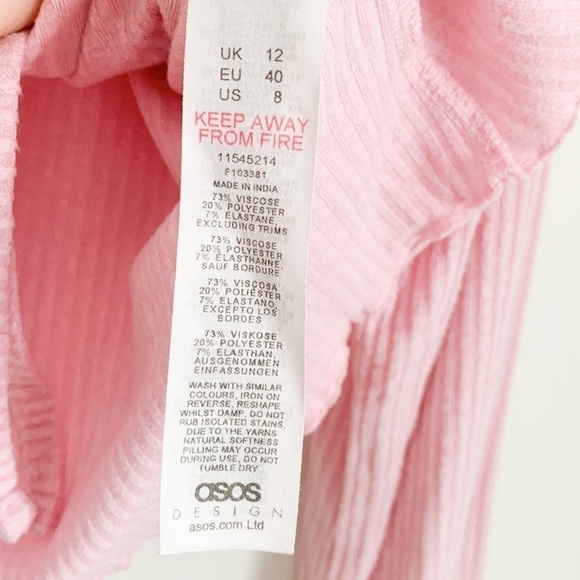 UK 12
EU 40
US 8
KEEP AWAY
FROM FIRE
11545214
F103381
MADE IN INDIA
73% VISCOSE
20% POLYESTER
7% ELASTANE,
EXCLUDING TRIMS
73% VISCOSE
20% POLYESTER
7% ELASTHANNE,
SAUF BORDURE
73% VISCOSA
20% POLIÉSTER
7% ELASTANO,
EXCEPTO LOS
BORDES
73% VISKOSE
20% POLYESTER
7% ELASTHAN,
AUSGENOMMEN
EINFASSUNGEN
WASH WITH SIMILAR
COLOURS, IRON ON
REVERSE, RESHAPE
WHILST DAMP, DO NOT
RUB ISOLATED STAINS,
DUE TO THE YARNS
NATURAL SOFTNESS
PILLING MAY OCCUR
DURING USE, DO NOT
TUMBLE DRY
asos
DESIGN
asos.com Ltd